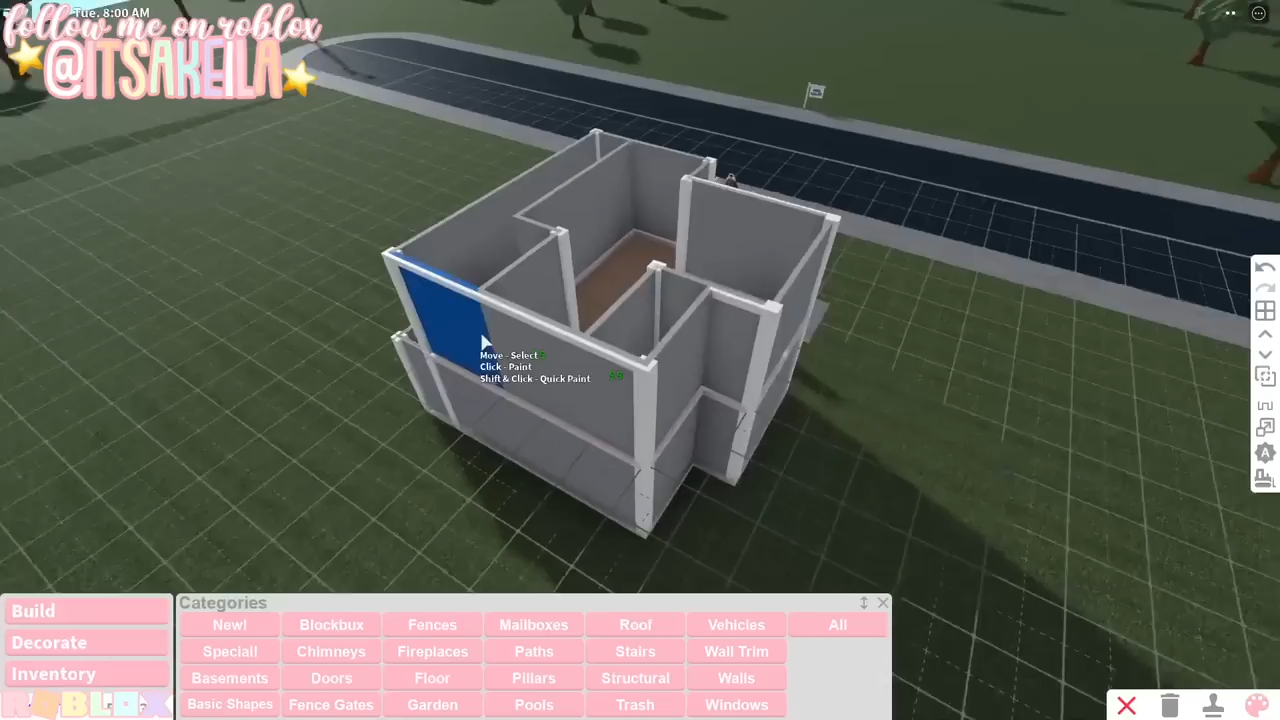 Tue. 8:00 AM
follow me on roblox
@ITSAKEILA
Move - Select
Click - Paint
Shift & Click - Quick Paint
Build
Decorate
Inventory
ROBLOX
Categories
New! Blockbux Fences Mailboxes Roof Vehicles All
Special! Chimneys Fireplaces Paths Stairs Wall Trim
Basements Doors Floor Pillars Structural Walls
Basic Shapes Fence Gates Garden Pools Trash Windows
A